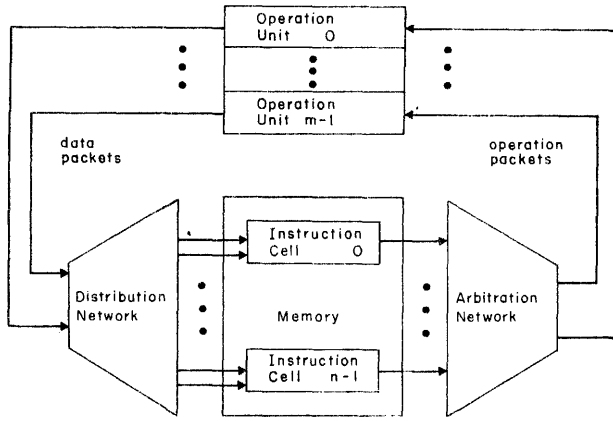 Operation
Unit 0
Operation
Unit m-1
data
packets
operation
packets
Instruction
Cell 0
Distribution
Network
Memory
Arbitration
Network
Instruction
Cell n-1